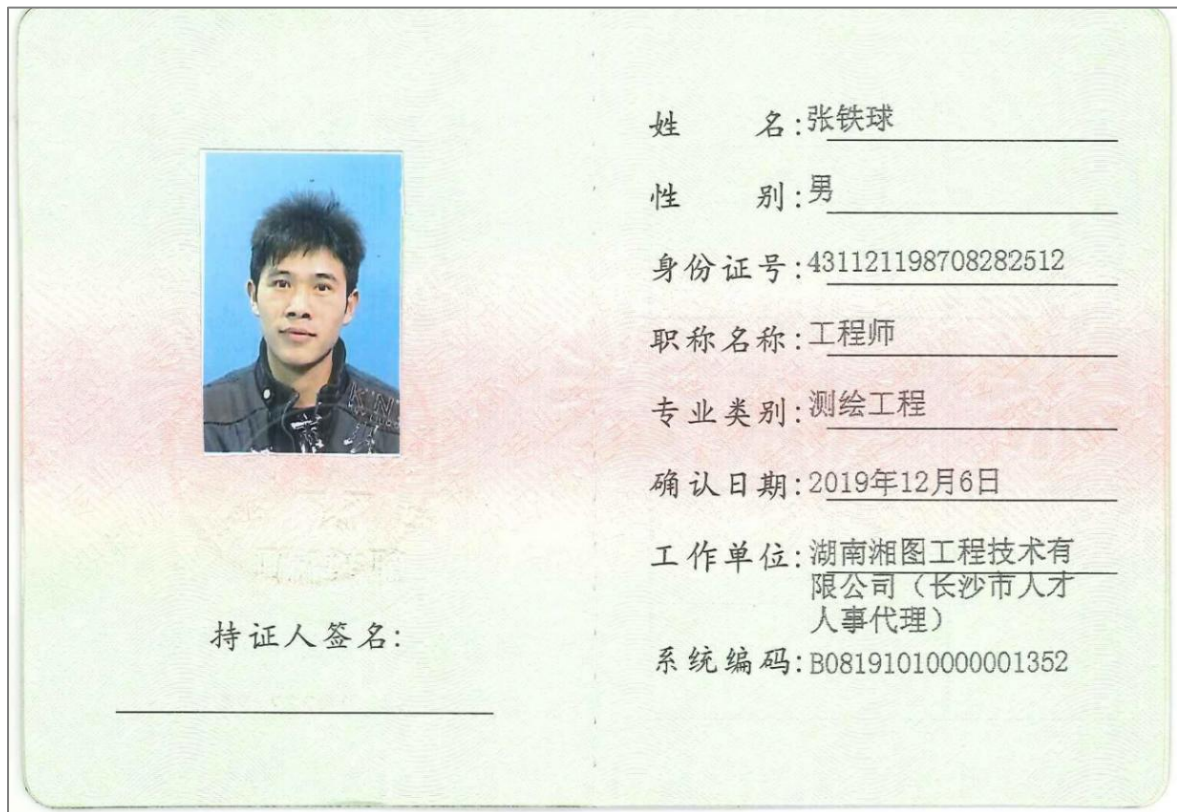 姓 名:张铁球
性 别:男
身份证号:431121198708282512
职称名称:工程师
专业类别:测绘工程
确认日期:2019年12月6日
工作单位:湖南湘图工程技术有
限公司（长沙市人才
人事代理）
系统编码:B08191010000001352
持证人签名: